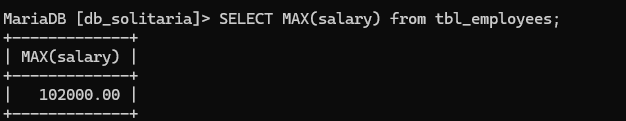 MariaDB [db_solitaria]> SELECT MAX(salary) from tbl_employees;
+-------------+
| MAX(salary) |
+-------------+
|   102000.00 |
+-------------+